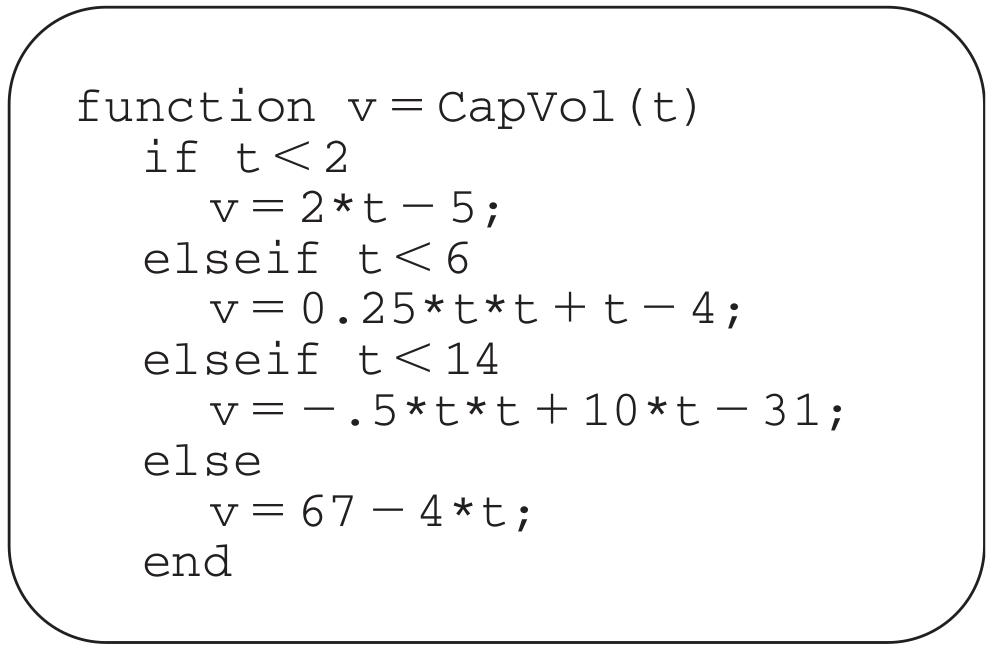 function v = CapVol(t)
if t < 2
v = 2*t - 5;
elseif t < 6
v = 0.25*t*t + t - 4;
elseif t < 14
v = -.5*t*t + 10*t - 31;
else
v = 67 - 4*t;
end